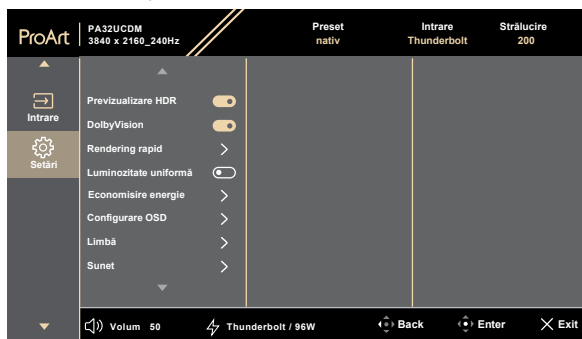 ProArt
PA32UCDM
3840 x 2160_240Hz
Preset
nativ
Intrare
Thunderbolt
Strălucire
200
Intrare
Setări
Previzualizare HDR
DolbyVision
Rendering rapid
Luminozitate uniformă
Economisire energie
Configurare OSD
Limbă
Sunet
Volum 50
Thunderbolt / 96W
Back
Enter
Exit